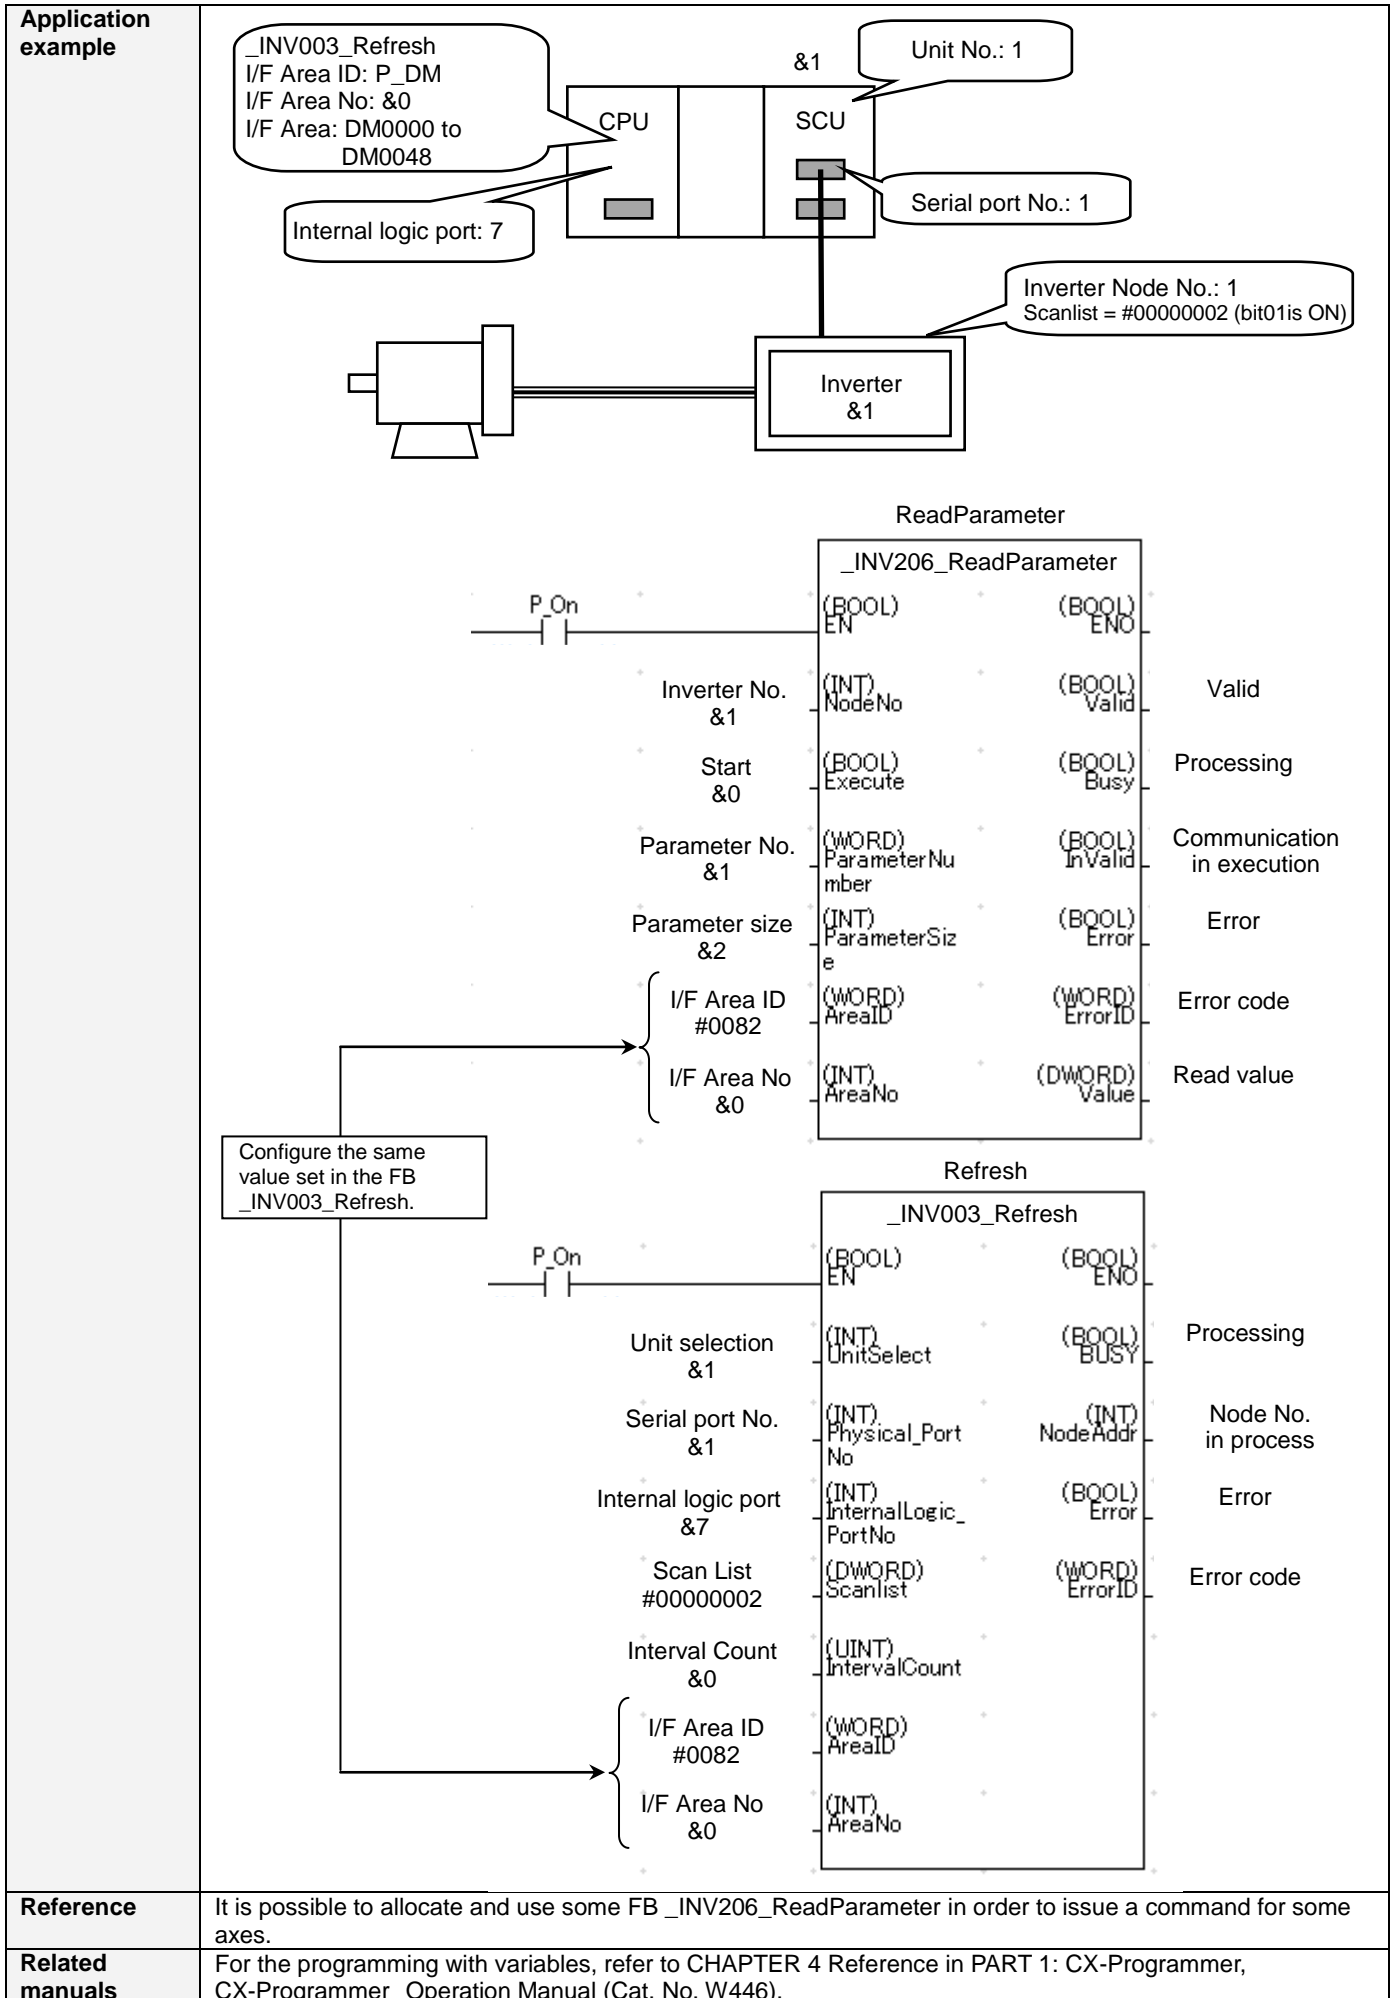 Application
example
_INV003_Refresh
I/F Area ID: P_DM
I/F Area No: &0
I/F Area: DM0000 to
DM0048
&1
Unit No.: 1
CPU
SCU
Serial port No.: 1
Internal logic port: 7
Inverter Node No.: 1
Scanlist = #00000002 (bit01is ON)
Inverter
&1
ReadParameter
_INV206_ReadParameter
P_On
(BOOL)
EN
(BOOL)
ENO
Inverter No.
&1
(INT)
NodeNo
(BOOL)
Valid
Valid
Start
&0
(BOOL)
Execute
(BOOL)
Busy
Processing
Parameter No.
&1
(WORD)
ParameterNu
mber
(BOOL)
InValid
Communication
in execution
Parameter size
&2
(INT)
ParameterSiz
e
(BOOL)
Error
Error
I/F Area ID
#0082
(WORD)
AreaID
(WORD)
ErrorID
Error code
I/F Area No
&0
(INT)
AreaNo
(DWORD)
Value
Read value
Configure the same
value set in the FB
_INV003_Refresh.
Refresh
_INV003_Refresh
P_On
(BOOL)
EN
(BOOL)
ENO
Unit selection
&1
(INT)
UnitSelect
(BOOL)
BUSY
Processing
Serial port No.
&1
(INT)
Physical_Port
No
(INT)
NodeAddr
Node No.
in process
Internal logic port
&7
(INT)
InternalLogic_
PortNo
(BOOL)
Error
Error
Scan List
#00000002
(DWORD)
Scanlist
(WORD)
ErrorID
Error code
Interval Count
&0
(UINT)
IntervalCount
I/F Area ID
#0082
(WORD)
AreaID
I/F Area No
&0
(INT)
AreaNo
Reference
It is possible to allocate and use some FB _INV206_ReadParameter in order to issue a command for some
axes.
Related
manuals
For the programming with variables, refer to CHAPTER 4 Reference in PART 1: CX-Programmer,
CX-Programmer_Operation Manual (Cat. No. W446).